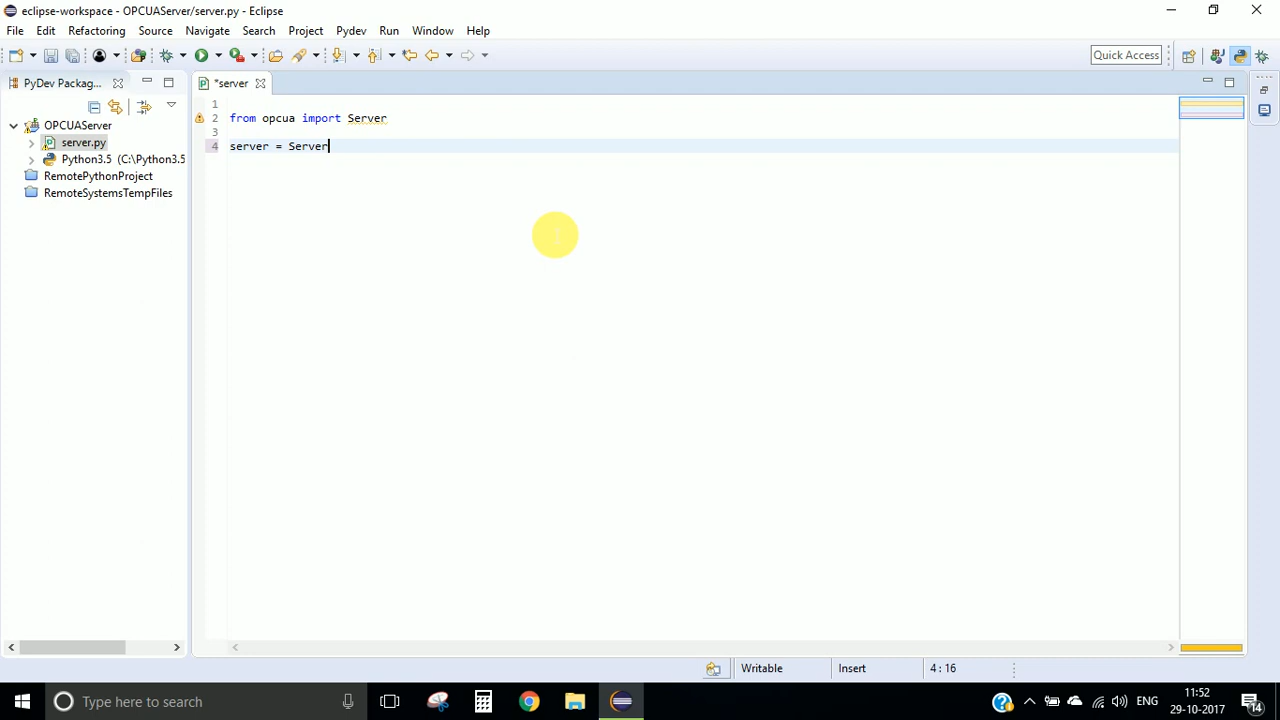 eclipse-workspace - OPCUAServer/server.py - Eclipse
File Edit Refactoring Source Navigate Search Project Pydev Run Window Help
Quick Access
PyDev Packag...
*server
1
2 from opcua import Server
3
4 server = Server
OPCUAServer
server.py
Python3.5 (C:\Python3.5
RemotePythonProject
RemoteSystemsTempFiles
Writable Insert 4 : 16
Type here to search
ENG
11:52
29-10-2017
14